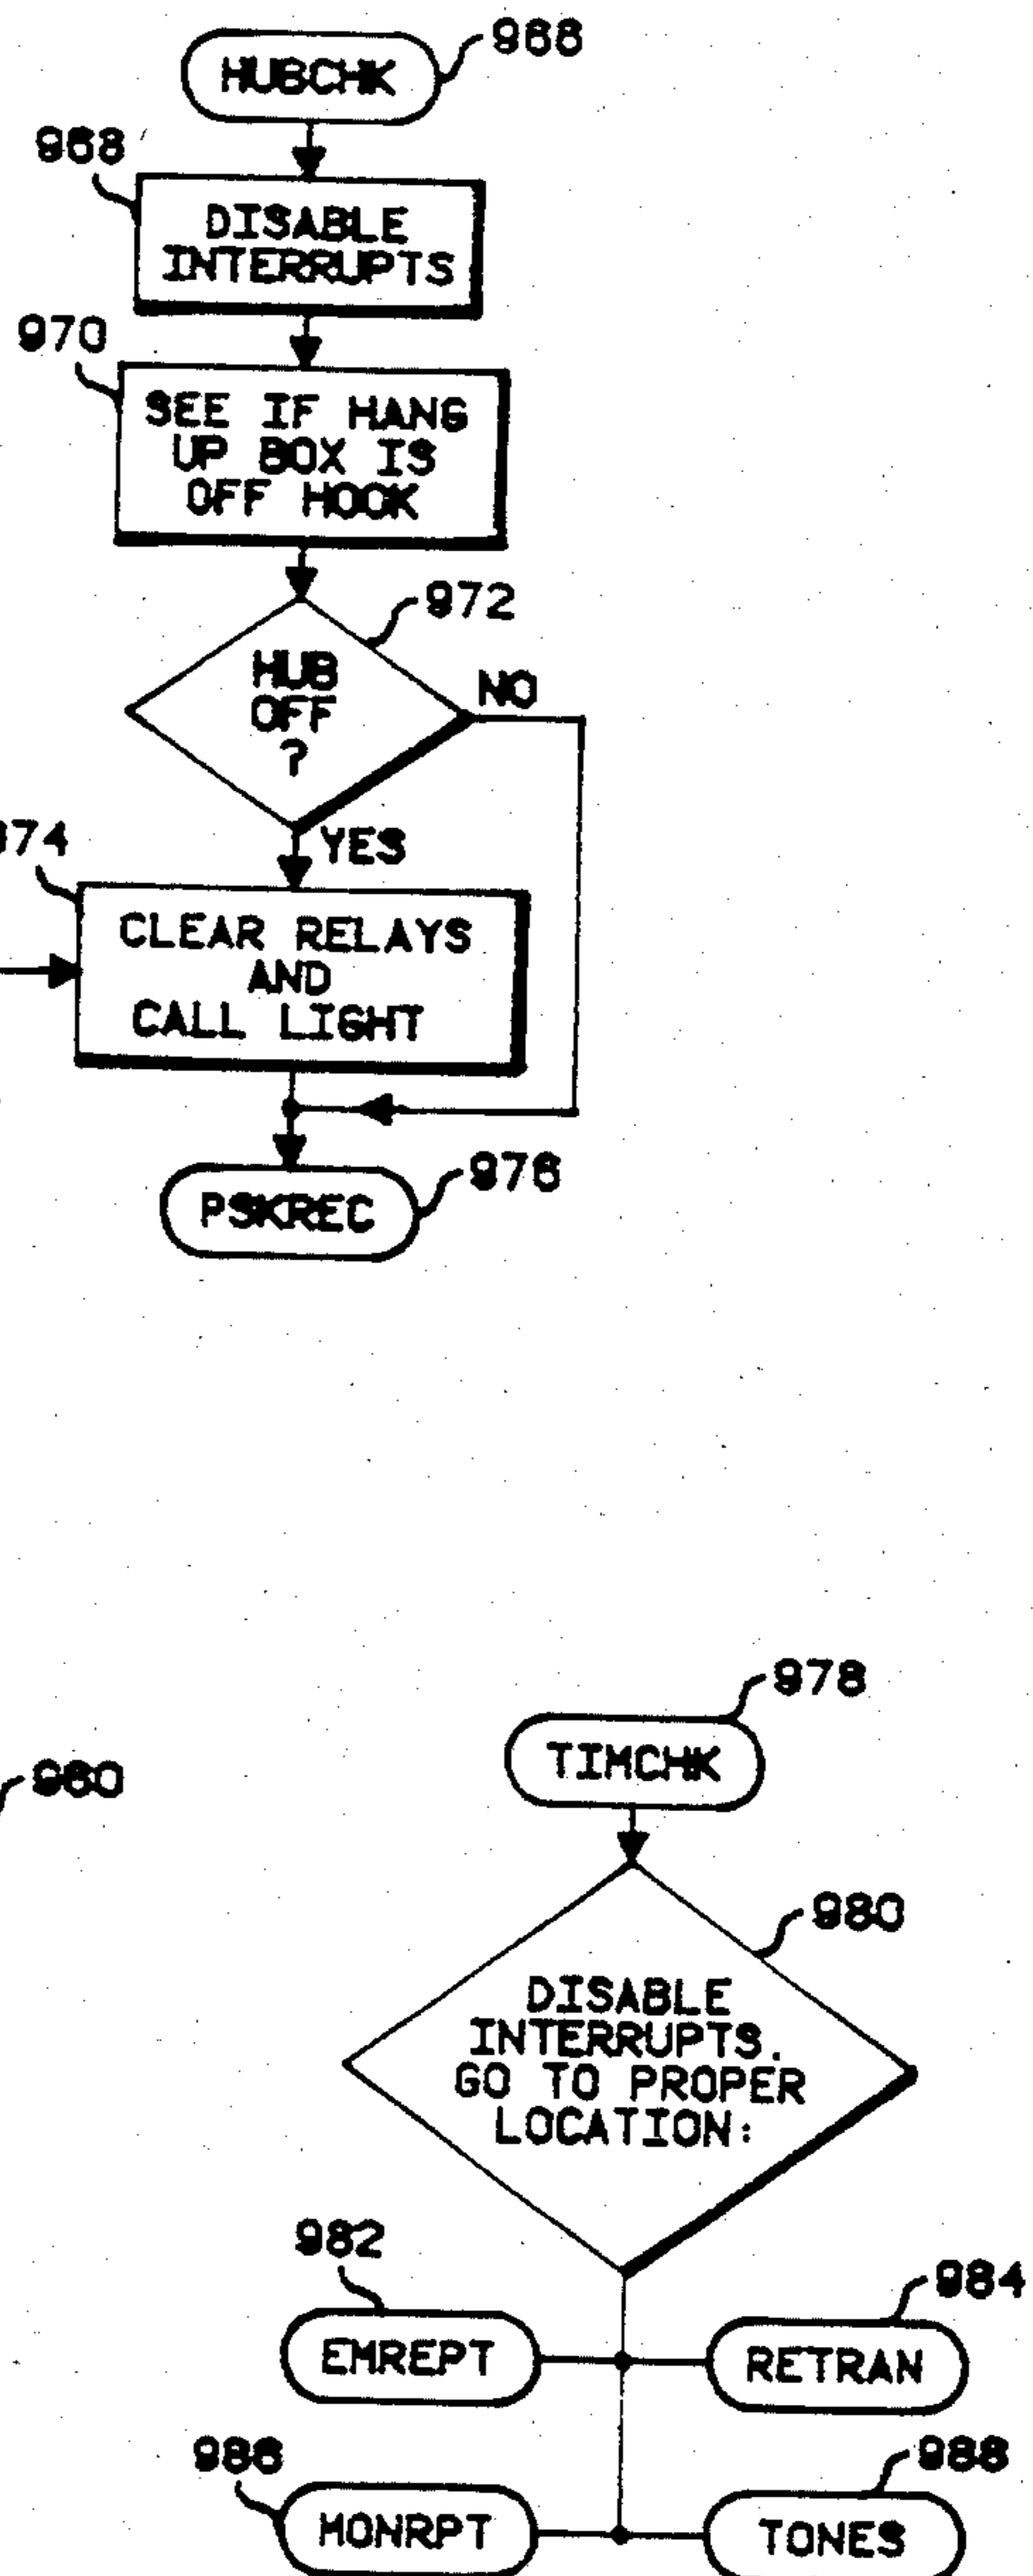 966
HUBCHK
968
DISABLE
INTERRUPTS
970
SEE IF HANG
UP BOX IS
OFF HOOK
972
HUB
OFF
?
NO
YES
974
CLEAR RELAYS
AND
CALL LIGHT
PSKREC
976
978
TIMCHK
960
980
DISABLE
INTERRUPTS.
GO TO PROPER
LOCATION:
982
984
EMREPT
RETRAN
986
988
MONRPT
TONES